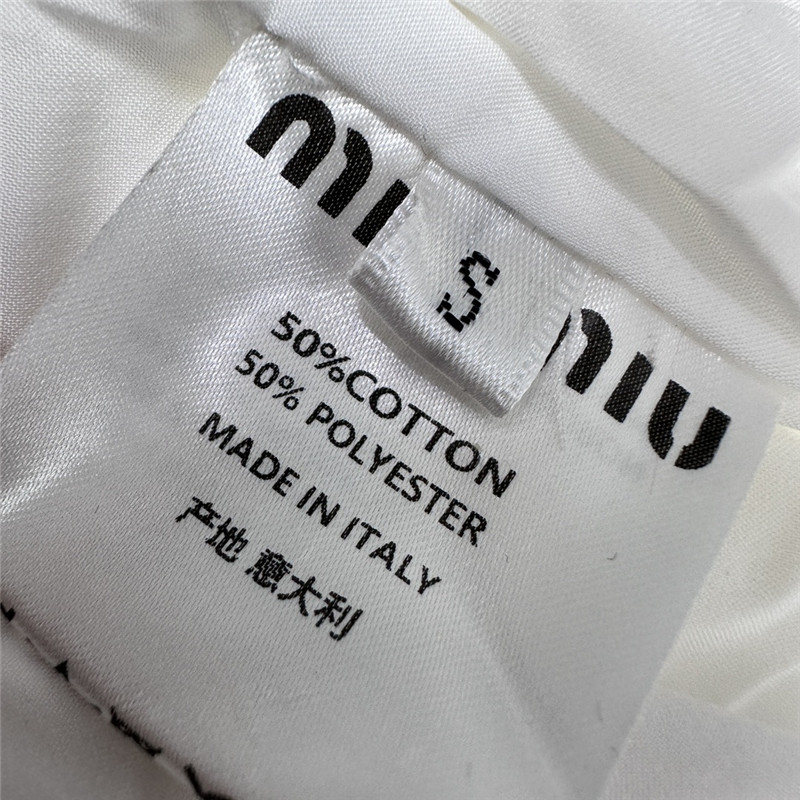 miu miu
S
50%COTTON
50% POLYESTER
MADE IN ITALY
产地 意大利